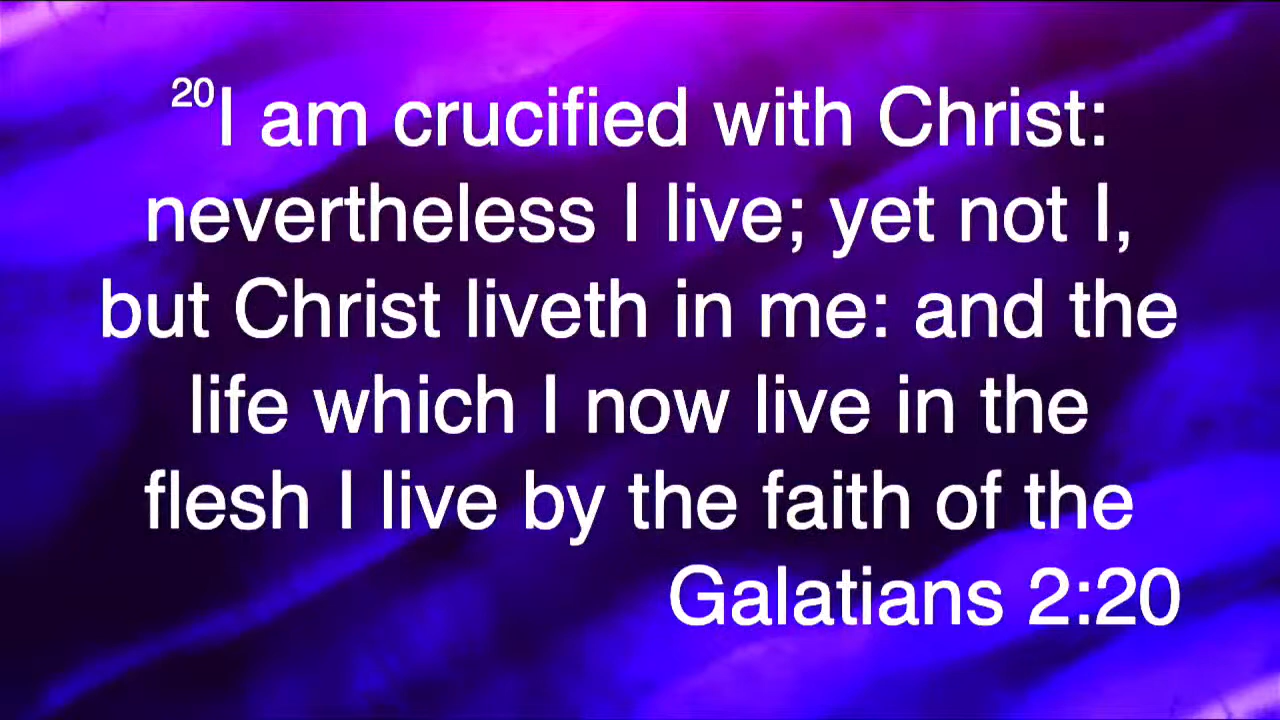 20I am crucified with Christ:
nevertheless I live; yet not I,
but Christ liveth in me: and the
life which I now live in the
flesh I live by the faith of the
Galatians 2:20